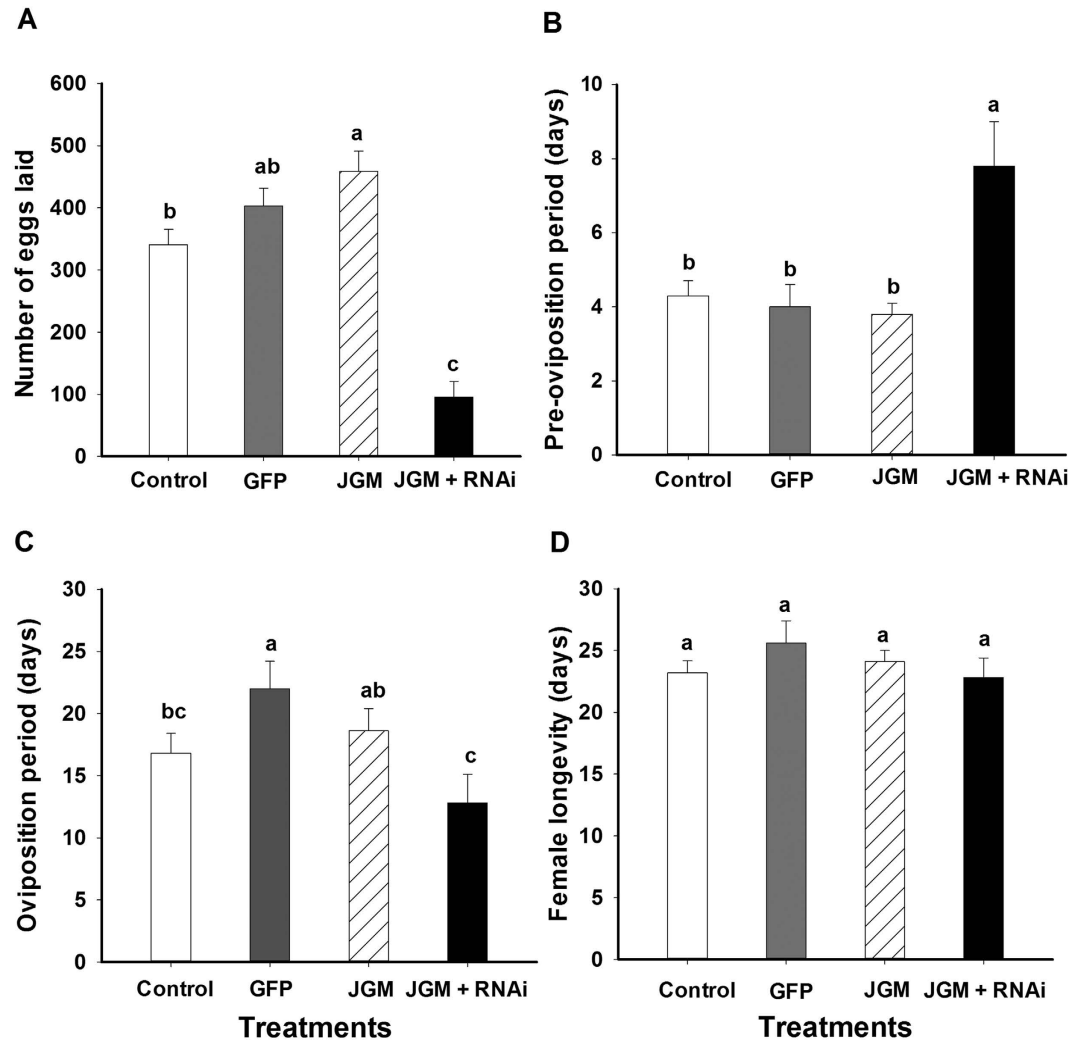 A
Number of eggs laid
600
500
400
300
200
100
0
b
ab
a
c
Control GFP JGM JGM + RNAi
B
Pre-oviposition period (days)
10
8
6
4
2
0
b
b
b
a
Control GFP JGM JGM + RNAi
C
Oviposition period (days)
30
25
20
15
10
5
0
bc
a
ab
c
Control GFP JGM JGM + RNAi
Treatments
D
Female longevity (days)
30
25
20
15
10
5
0
a
a
a
a
Control GFP JGM JGM + RNAi
Treatments